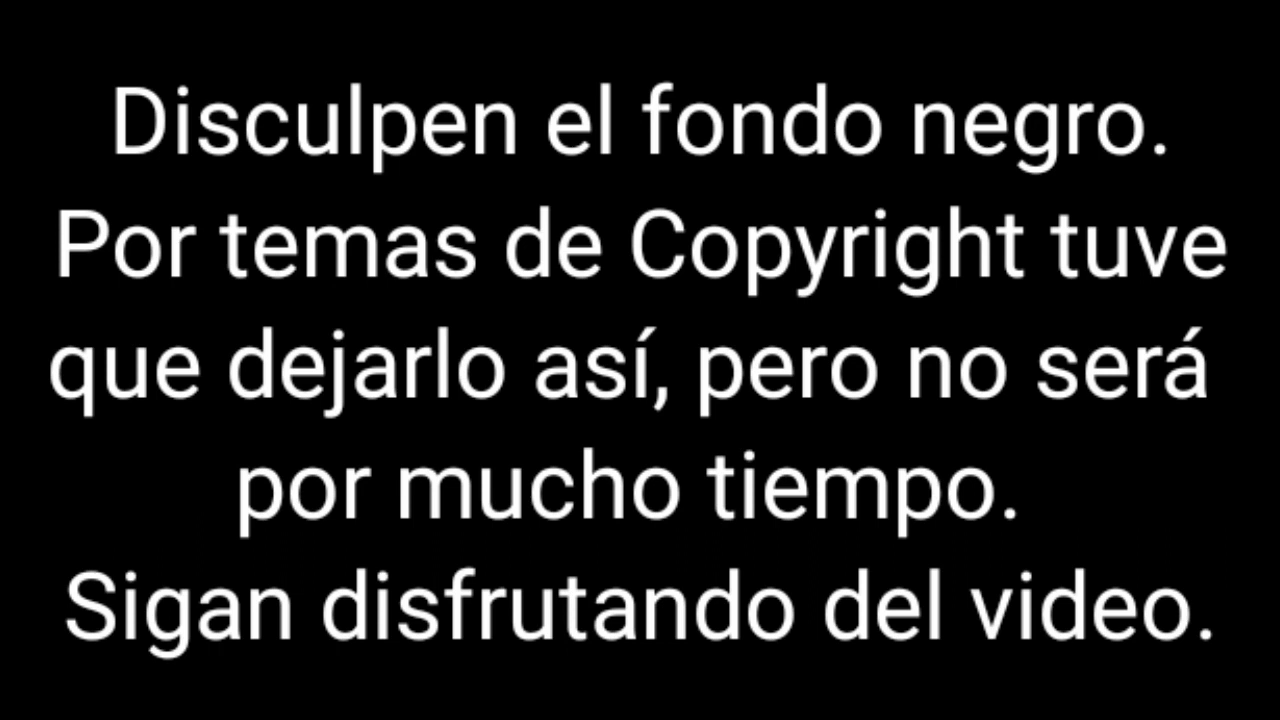 Disculpen el fondo negro.
Por temas de Copyright tuve
que dejarlo así, pero no será
por mucho tiempo.
Sigan disfrutando del video.